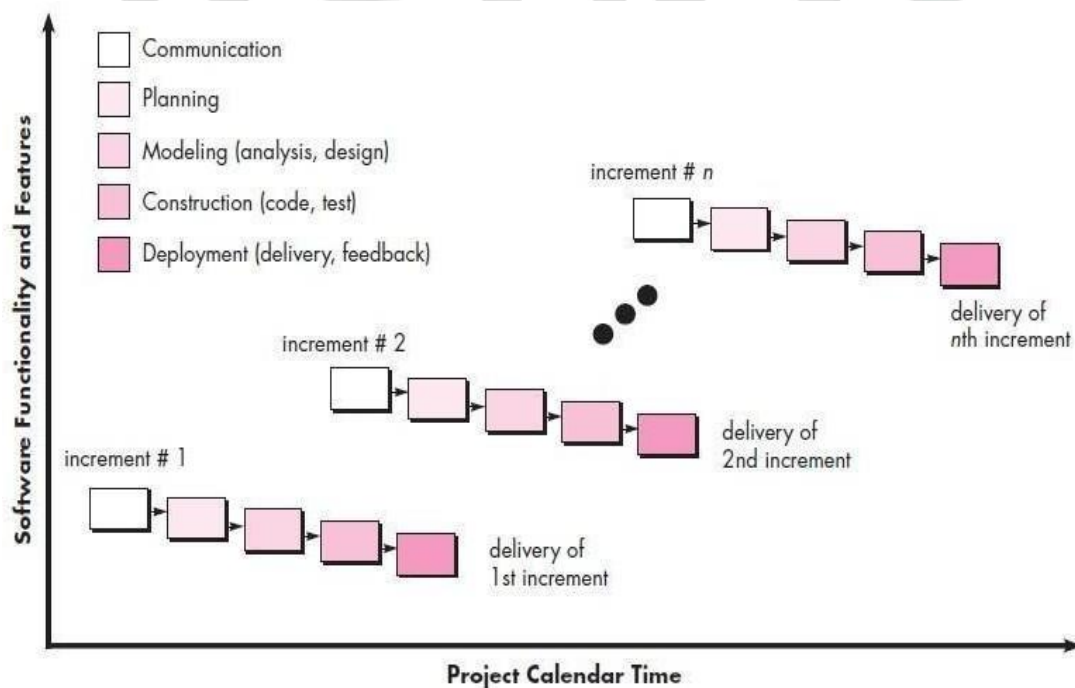 Communication
Planning
Modeling (analysis, design)
Construction (code, test)
Deployment (delivery, feedback)
Software Functionality and Features
increment # n
delivery of
nth increment
increment # 2
delivery of
2nd increment
increment # 1
delivery of
1st increment
Project Calendar Time